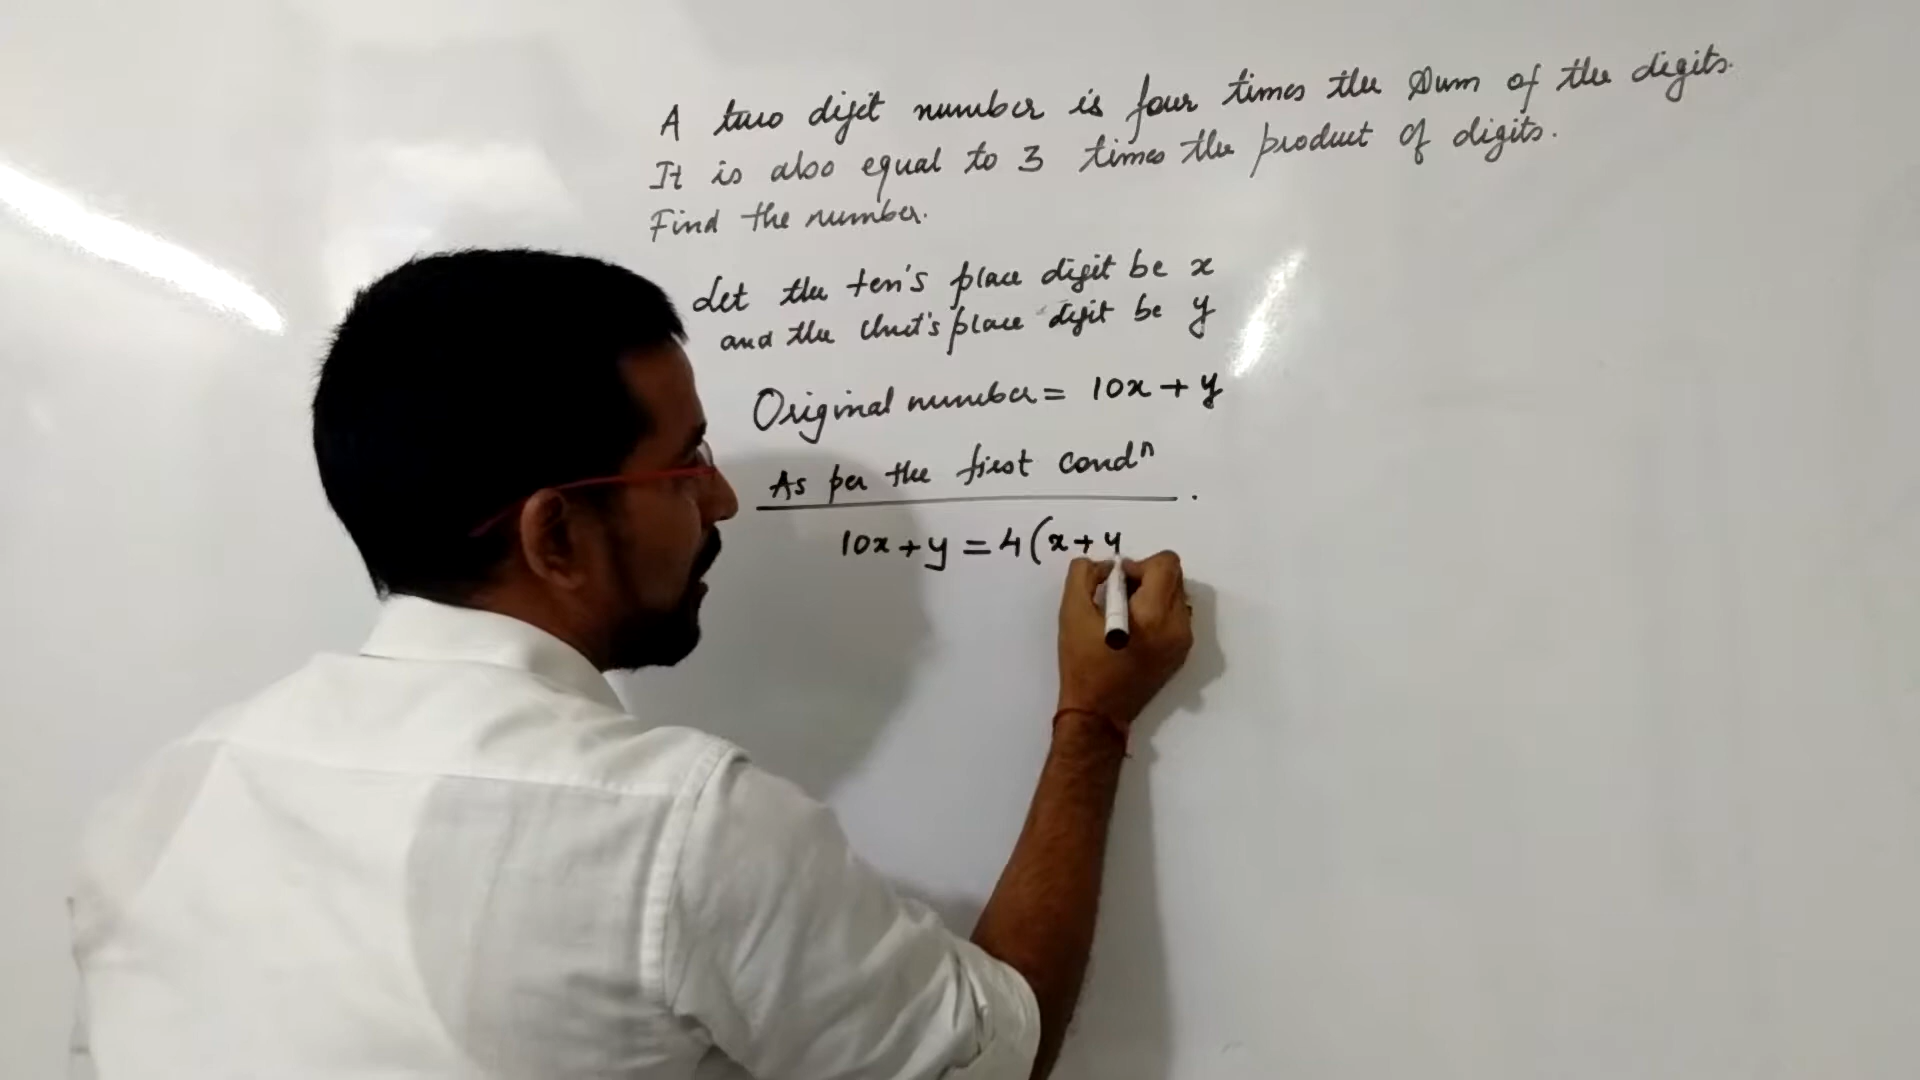 A two digit number is four times the Sum of the digits.
It is also equal to 3 times the product of digits.
Find the number.
Let the ten's place digit be x
and the Unit's place digit be y
Original number = 10x + y
As per the first condⁿ
10x + y = 4 (x + y